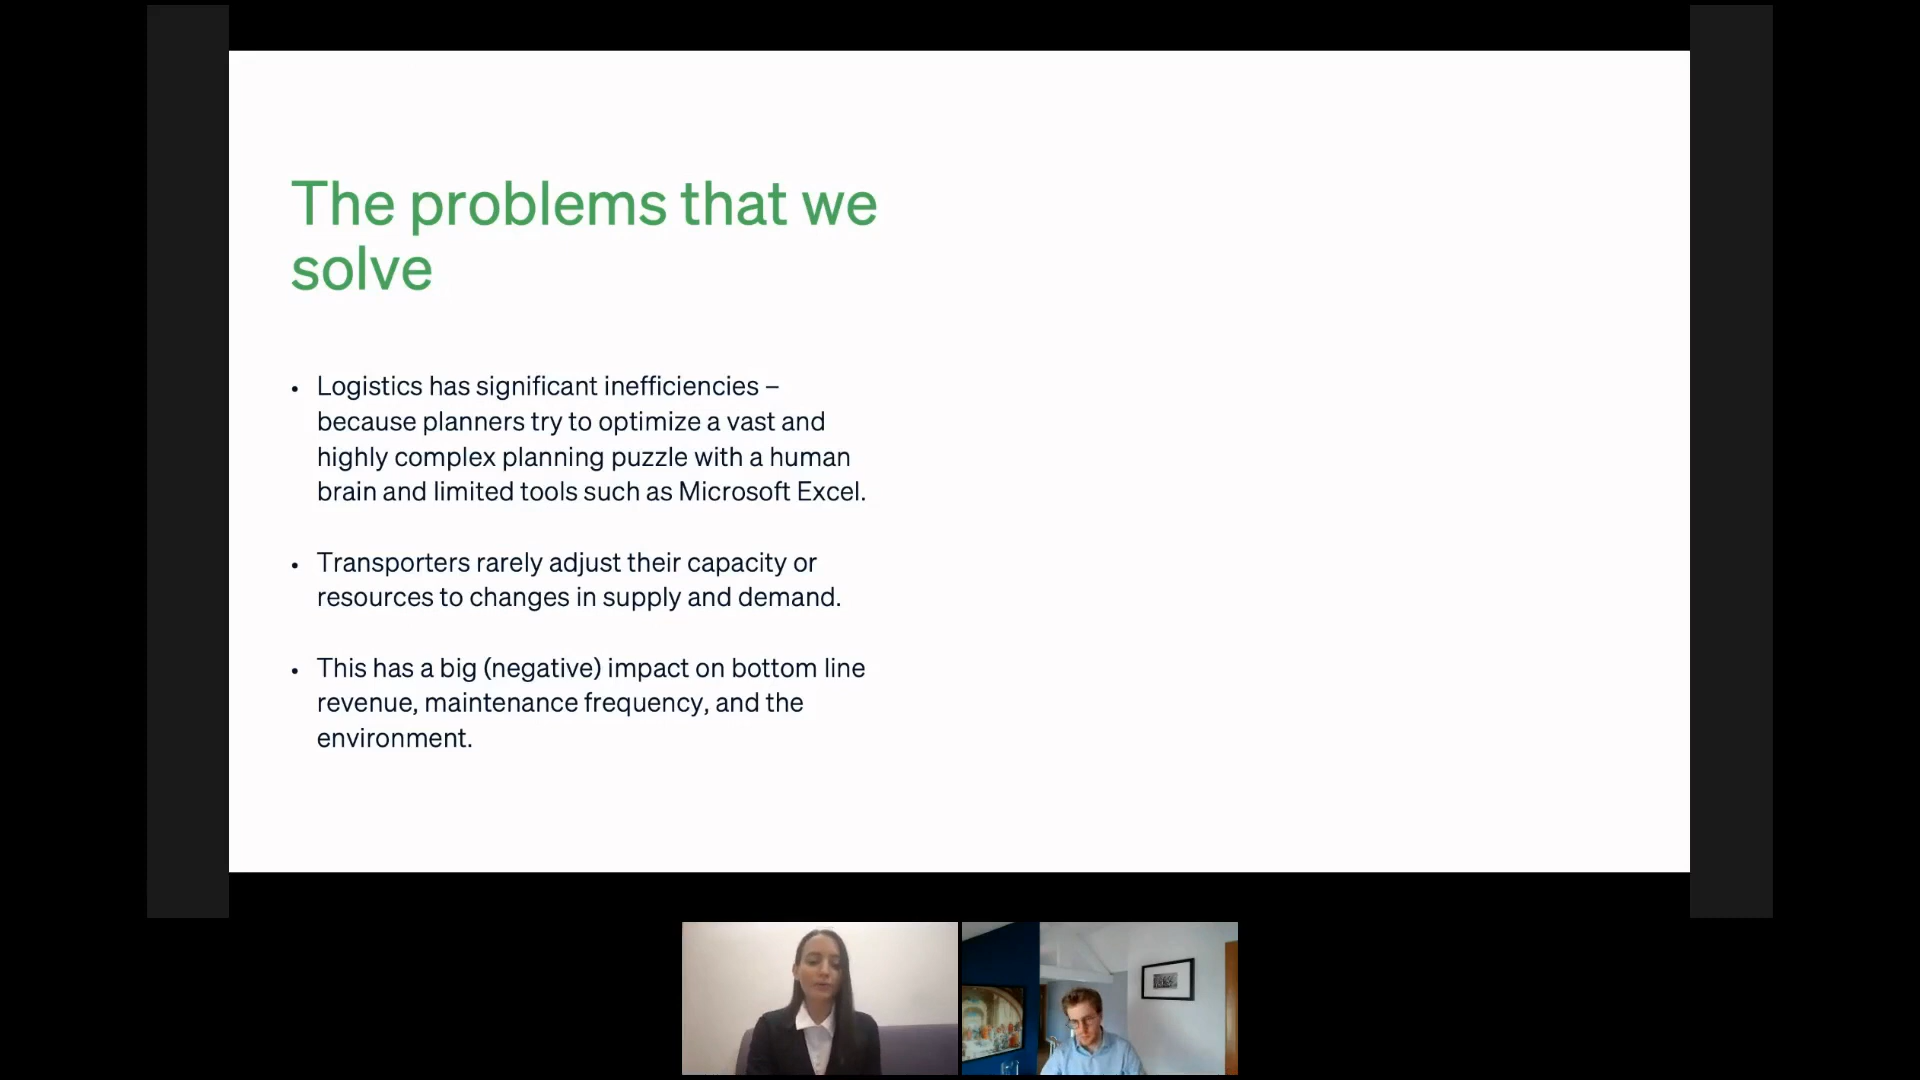 The problems that we
solve
• Logistics has significant inefficiencies –
because planners try to optimize a vast and
highly complex planning puzzle with a human
brain and limited tools such as Microsoft Excel.
• Transporters rarely adjust their capacity or
resources to changes in supply and demand.
• This has a big (negative) impact on bottom line
revenue, maintenance frequency, and the
environment.